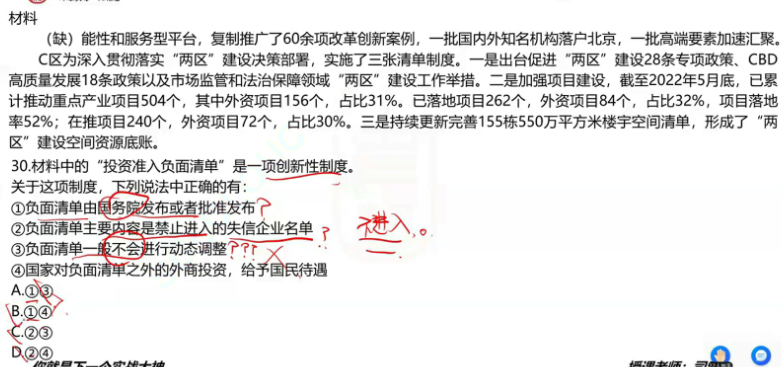 材料
（缺）能性和服务型平台，复制推广了60余项改革创新案例，一批国内外知名机构落户北京，一批高端要素加速汇聚。
C区为深入贯彻落实“两区”建设决策部署，实施了三张清单制度。一是出台促进“两区”建设28条专项政策、CBD
高质量发展18条政策以及市场监管和法治保障领域“两区”建设工作举措。二是加强项目建设，截至2022年5月底，已累
计推动重点产业项目504个，其中外资项目156个，占比31%。已落地项目262个，外资项目84个，占比32%，项目落地
率52%；在推项目240个，外资项目72个，占比30%。三是持续更新完善155栋550万平方米楼宇空间清单，形成了“两
区”建设空间资源底账。
30.材料中的“投资准入负面清单”是一项创新性制度。
关于这项制度，下列说法中正确的有：
①负面清单由国务院发布或者批准发布?
②负面清单主要内容是禁止进入的失信企业名单? 进入。
③负面清单一般不会进行动态调整???
④国家对负面清单之外的外商投资，给予国民待遇
A.①③
B.①④
C.②③
D.②④
你就是下一个实战大神 授课老师：司